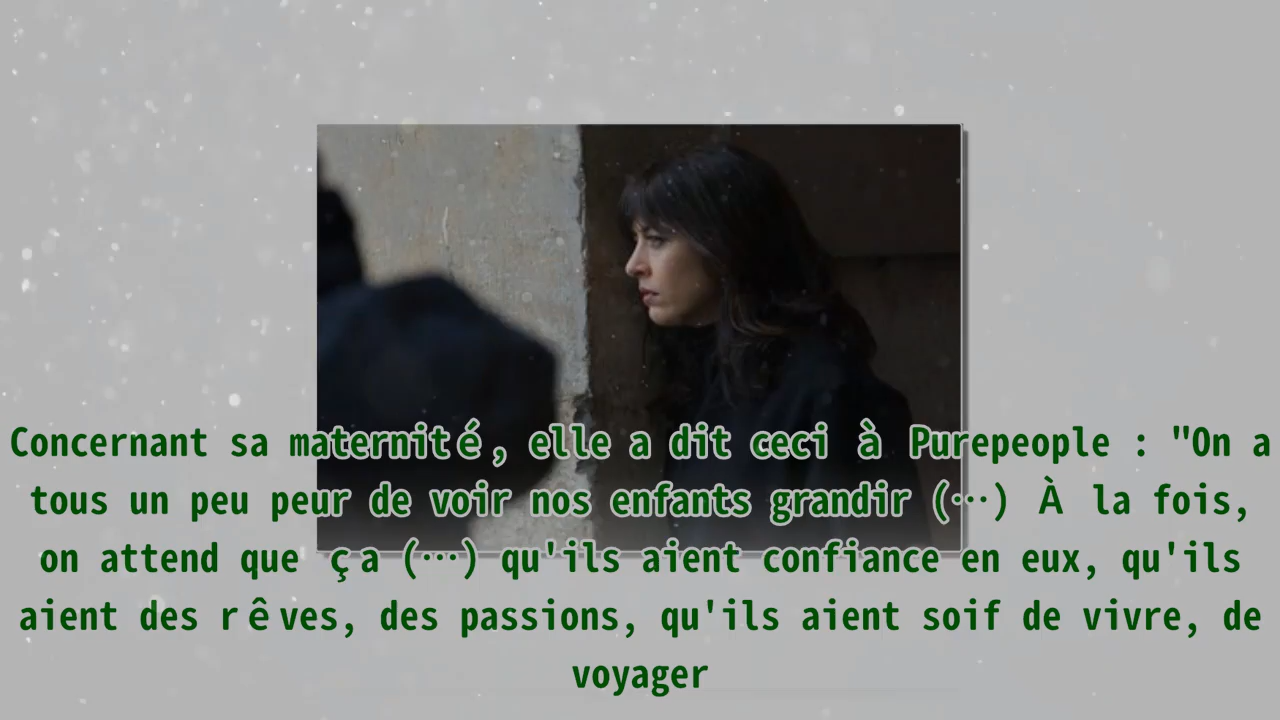 Concernant sa maternité, elle a dit ceci à Purepeople : "On a
tous un peu peur de voir nos enfants grandir (…) À la fois,
on attend que ça (…) qu'ils aient confiance en eux, qu'ils
aient des rêves, des passions, qu'ils aient soif de vivre, de
voyager